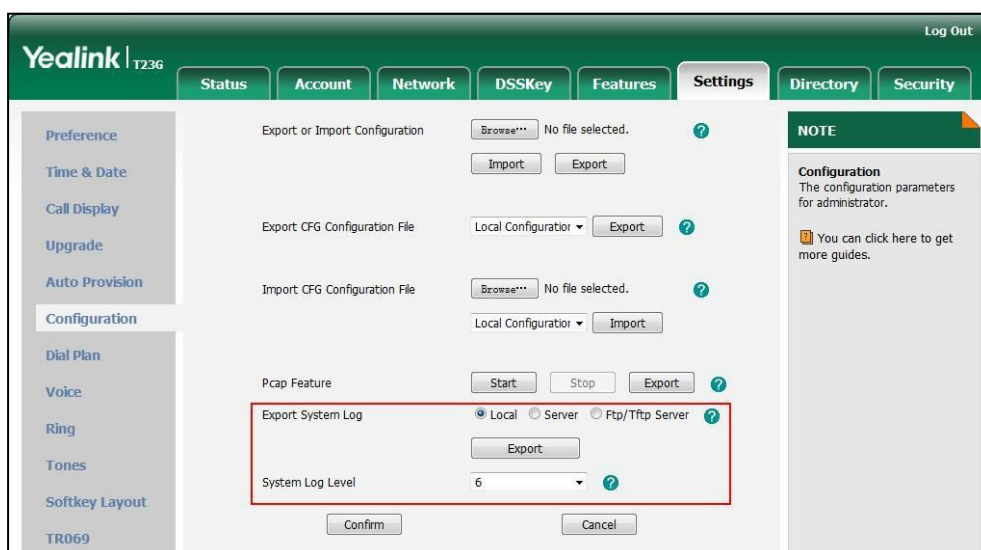 Log Out
Yealink T23G
Status Account Network DSSKey Features Settings Directory Security
Preference
Time & Date
Call Display
Upgrade
Auto Provision
Configuration
Dial Plan
Voice
Ring
Tones
Softkey Layout
TR069
Export or Import Configuration Browse... No file selected. ?
Import Export
Export CFG Configuration File Local Configuration Export ?
Import CFG Configuration File Browse... No file selected. ?
Local Configuration Import
Pcap Feature Start Stop Export ?
Export System Log Local Server Ftp/Tftp Server ?
Export
System Log Level 6 ?
Confirm Cancel
NOTE
Configuration
The configuration parameters
for administrator.
? You can click here to get
more guides.